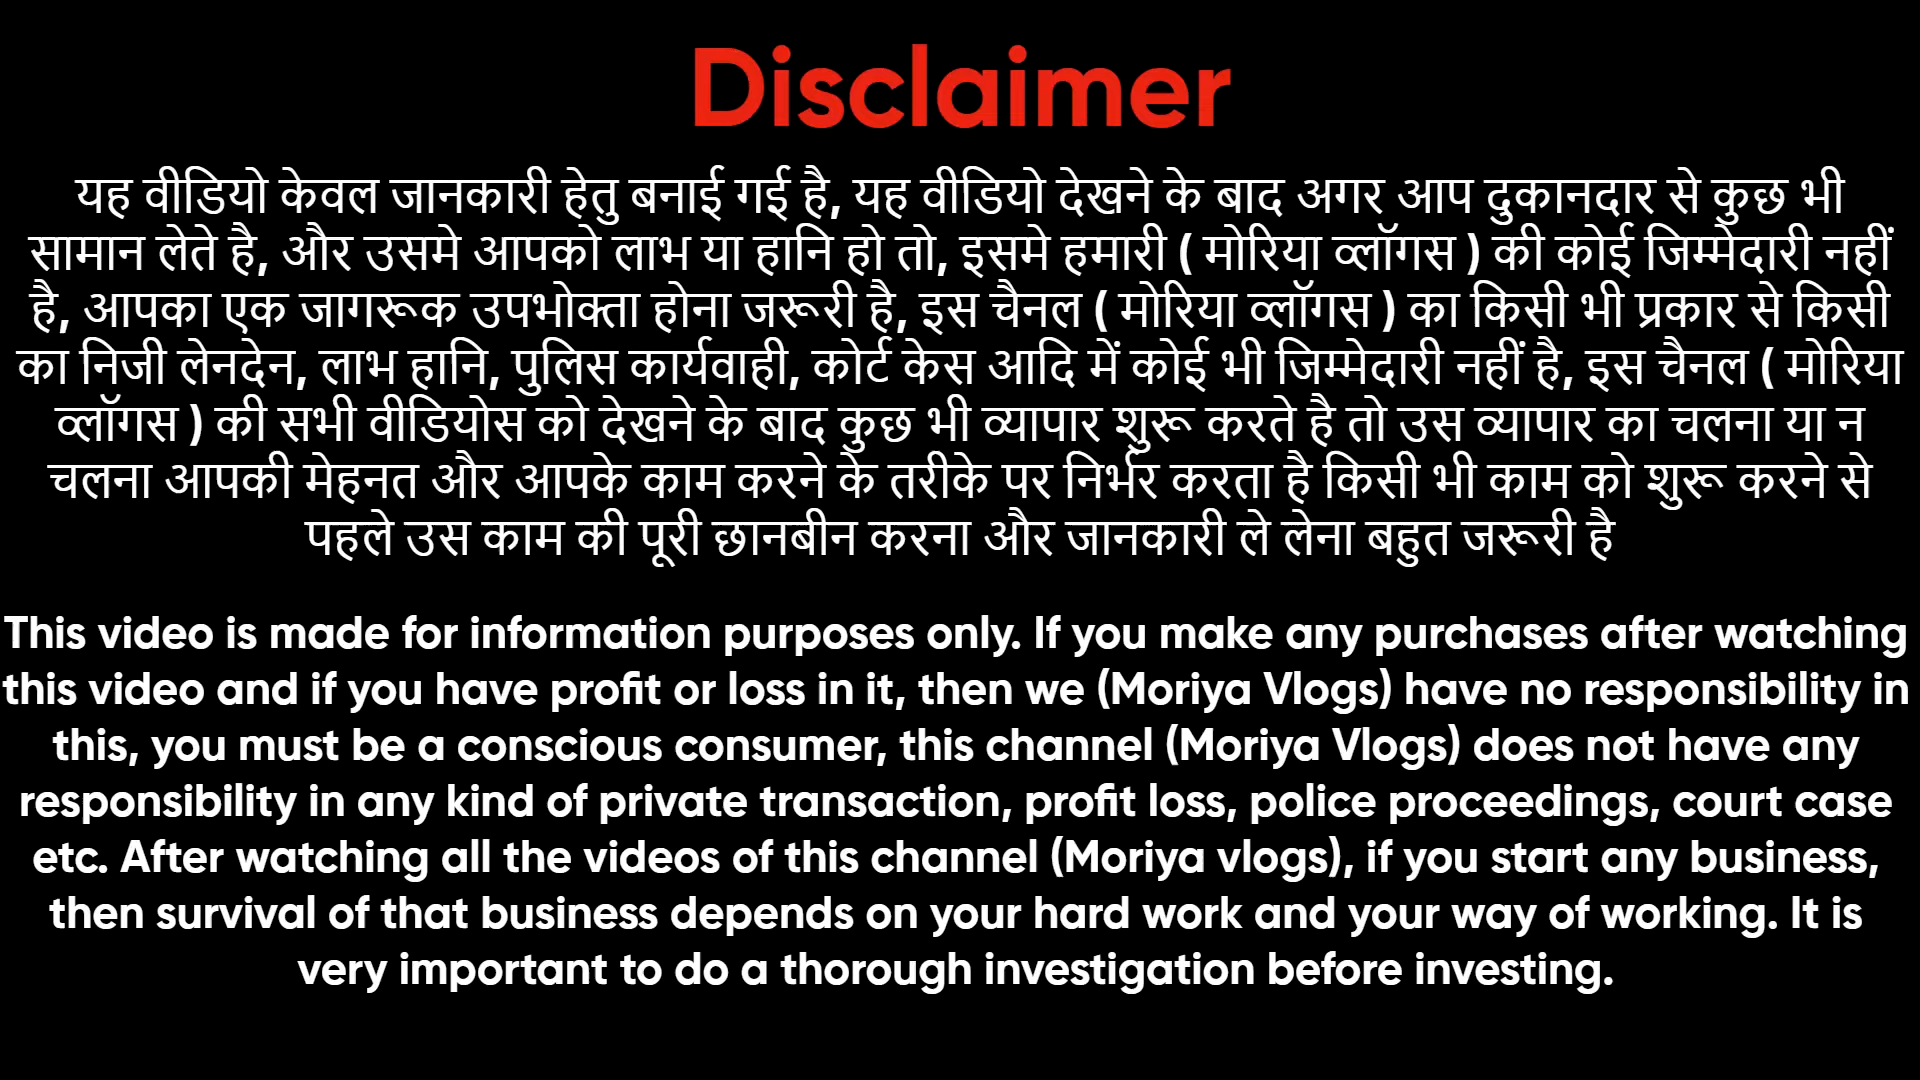 Disclaimer
यह वीडियो केवल जानकारी हेतु बनाई गई है, यह वीडियो देखने के बाद अगर आप दुकानदार से कुछ भी
सामान लेते है, और उसमे आपको लाभ या हानि हो तो, इसमे हमारी ( मोरिया व्लॉगस ) की कोई जिम्मेदारी नहीं
है, आपका एक जागरूक उपभोक्ता होना जरूरी है, इस चैनल ( मोरिया व्लॉगस ) का किसी भी प्रकार से किसी
का निजी लेनदेन, लाभ हानि, पुलिस कार्यवाही, कोर्ट केस आदि में कोई भी जिम्मेदारी नहीं है, इस चैनल ( मोरिया
व्लॉगस ) की सभी वीडियोस को देखने के बाद कुछ भी व्यापार शुरू करते है तो उस व्यापार का चलना या न
चलना आपकी मेहनत और आपके काम करने के तरीके पर निर्भर करता है किसी भी काम को शुरू करने से
पहले उस काम की पूरी छानबीन करना और जानकारी ले लेना बहुत जरूरी है
This video is made for information purposes only. If you make any purchases after watching
this video and if you have profit or loss in it, then we (Moriya Vlogs) have no responsibility in
this, you must be a conscious consumer, this channel (Moriya Vlogs) does not have any
responsibility in any kind of private transaction, profit loss, police proceedings, court case
etc. After watching all the videos of this channel (Moriya vlogs), if you start any business,
then survival of that business depends on your hard work and your way of working. It is
very important to do a thorough investigation before investing.